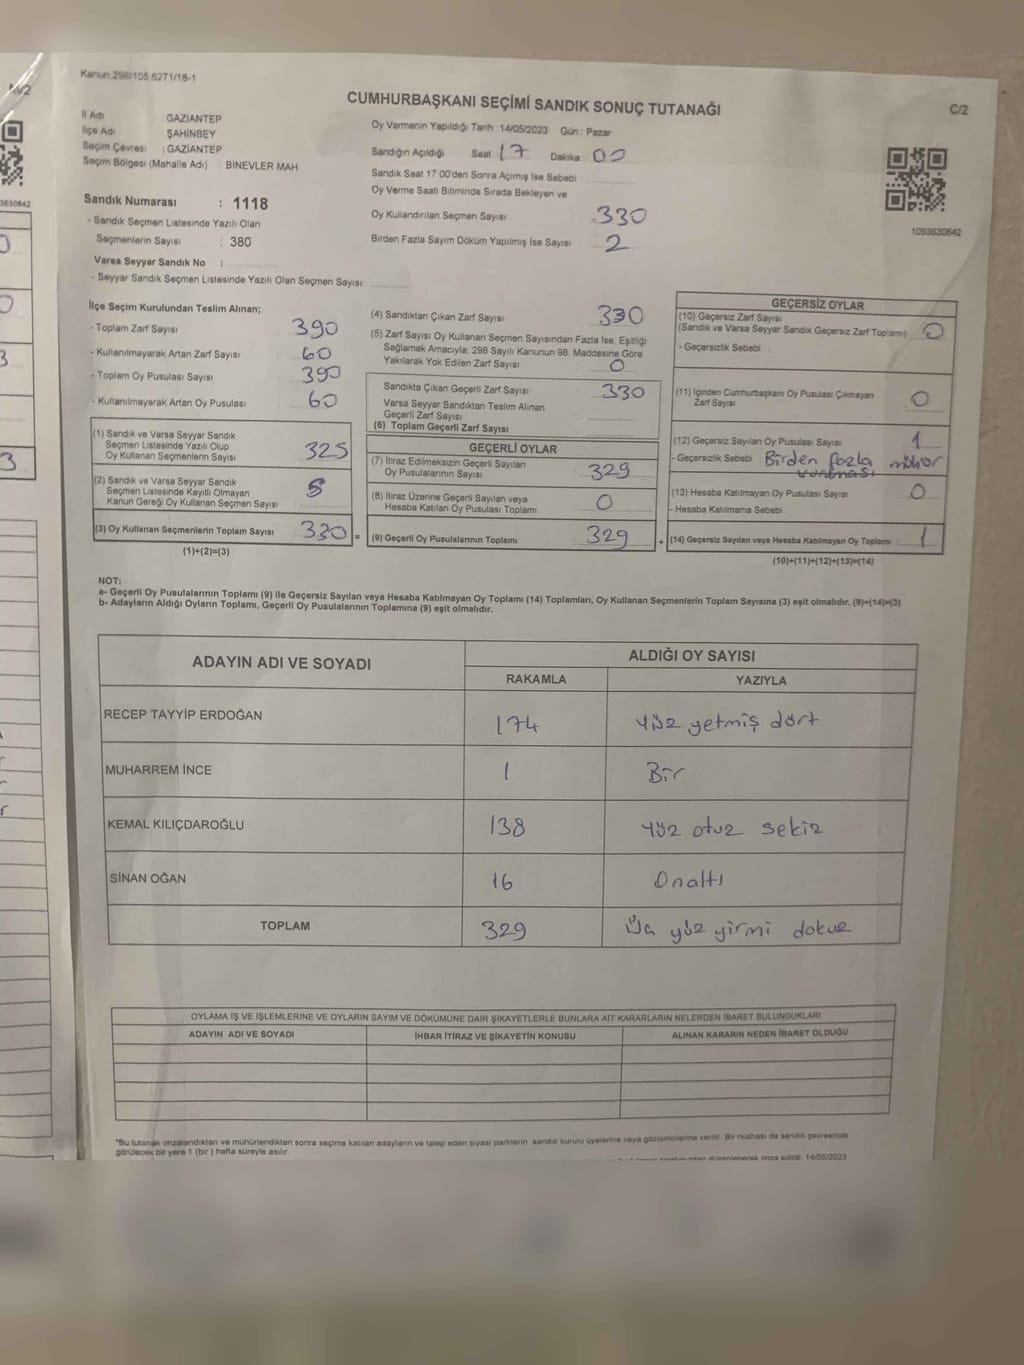 Kanun:298/105,6271/18-1
C/2
CUMHURBAŞKANI SEÇİMİ SANDIK SONUÇ TUTANAĞI
İl Adı GAZİANTEP
İlçe Adı ŞAHİNBEY
Seçim Çevresi : GAZİANTEP
Seçim Bölgesi (Mahalle Adı) : BİNEVLER MAH
Sandık Numarası : 1118
- Sandık Seçmen Listesinde Yazılı Olan
Seçmenlerin Sayısı : 380
Varsa Seyyar Sandık No :
- Seyyar Sandık Seçmen Listesinde Yazılı Olan Seçmen Sayısı:
Oy Vermenin Yapıldığı Tarih :14/05/2023 Gün : Pazar
Sandığın Açıldığı Saat 17 Dakika 00
Sandık Saat 17 00'den Sonra Açımış İse Sebebi
Oy Verme Saati Bitiminde Sırada Bekleyen ve
Oy Kullandırılan Seçmen Sayısı 330
Birden Fazla Sayım Döküm Yapılmış İse Sayısı 2
1093630842
İlçe Seçim Kurulundan Teslim Alınan;
- Toplam Zarf Sayısı 390
- Kullanılmayarak Artan Zarf Sayısı 60
- Toplam Oy Pusulası Sayısı 390
- Kullanılmayarak Artan Oy Pusulası 60
(1) Sandık ve Varsa Seyyar Sandık
Seçmen Listesinde Yazılı Olup
Oy Kullanan Seçmenlerin Sayısı 325
(2) Sandık ve Varsa Seyyar Sandık
Seçmen Listesinde Kayıtlı Olmayan
Kanun Gereği Oy Kullanan Seçmen Sayısı 5
(3) Oy Kullanan Seçmenlerin Toplam Sayısı 330 =
(1)+(2)=(3)
(4) Sandıktan Çıkan Zarf Sayısı 330
(5) Zarf Sayısı Oy Kullanan Seçmen Sayısından Fazla İse, Eşitliği
Sağlamak Amacıyla; 298 Sayılı Kanunun 98. Maddesine Göre
Yakılarak Yok Edilen Zarf Sayısı 0
Sandıkta Çıkan Geçerli Zarf Sayısı 330
Varsa Seyyar Sandıktan Teslim Alınan
Geçerli Zarf Sayısı
(6) Toplam Geçerli Zarf Sayısı
GEÇERLİ OYLAR
(7) İtiraz Edilmeksizin Geçerli Sayılan
Oy Pusulalarının Sayısı 329
(8) İtiraz Üzerine Geçerli Sayılan veya
Hesaba Katılan Oy Pusulası Toplamı 0
(9) Geçerli Oy Pusulalarının Toplamı 329 +
GEÇERSİZ OYLAR
(10) Geçersiz Zarf Sayısı
(Sandık ve Varsa Seyyar Sandık Geçersiz Zarf Toplamı) 0
- Geçersizlik Sebebi :
(11) İçinden Cumhurbaşkanı Oy Pusulası Çıkmayan
Zarf Sayısı 0
(12) Geçersiz Sayılan Oy Pusulası Sayısı 1
- Geçersizlik Sebebi Birden fazla mühür
vurulması
(13) Hesaba Katılmayan Oy Pusulası Sayısı 0
- Hesaba Katılmama Sebebi
(14) Geçersiz Sayılan veya Hesaba Katılmayan Oy Toplamı 1
(10)+(11)+(12)+(13)=(14)
NOT:
a- Geçerli Oy Pusulalarının Toplamı (9) ile Geçersiz Sayılan veya Hesaba Katılmayan Oy Toplamı (14) Toplamları, Oy Kullanan Seçmenlerin Toplam Sayısına (3) eşit olmalıdır. (9)+(14)=(3)
b- Adayların Aldığı Oyların Toplamı, Geçerli Oy Pusulalarının Toplamına (9) eşit olmalıdır.
ADAYIN ADI VE SOYADI
ALDIĞI OY SAYISI
RAKAMLA YAZIYLA
RECEP TAYYİP ERDOĞAN 174 yüz yetmiş dört
MUHARREM İNCE 1 Bir
KEMAL KILIÇDAROĞLU 138 yüz otuz sekiz
SİNAN OĞAN 16 Onaltı
TOPLAM 329 Üç yüz yirmi dokuz
OYLAMA İŞ VE İŞLEMLERİNE VE OYLARIN SAYIM VE DÖKÜMÜNE DAİR ŞİKAYETLERLE BUNLARA AİT KARARLARIN NELERDEN İBARET BULUNDUKLARI
ADAYIN ADI VE SOYADI İHBAR İTİRAZ VE ŞİKAYETİN KONUSU ALINAN KARARIN NEDEN İBARET OLDUĞU
"Bu tutanak imzalandıktan ve mühürlendikten sonra seçime katılan adayların ve talep eden siyasi partilerin sandık kurulu üyelerine veya gözlemcilerine verilir. Bir nüshası da sandık çevresinde
görülecek bir yere 1 (bir) hafta süreyle asılır.
düzenlenerek imza edildi. 14/05/2023